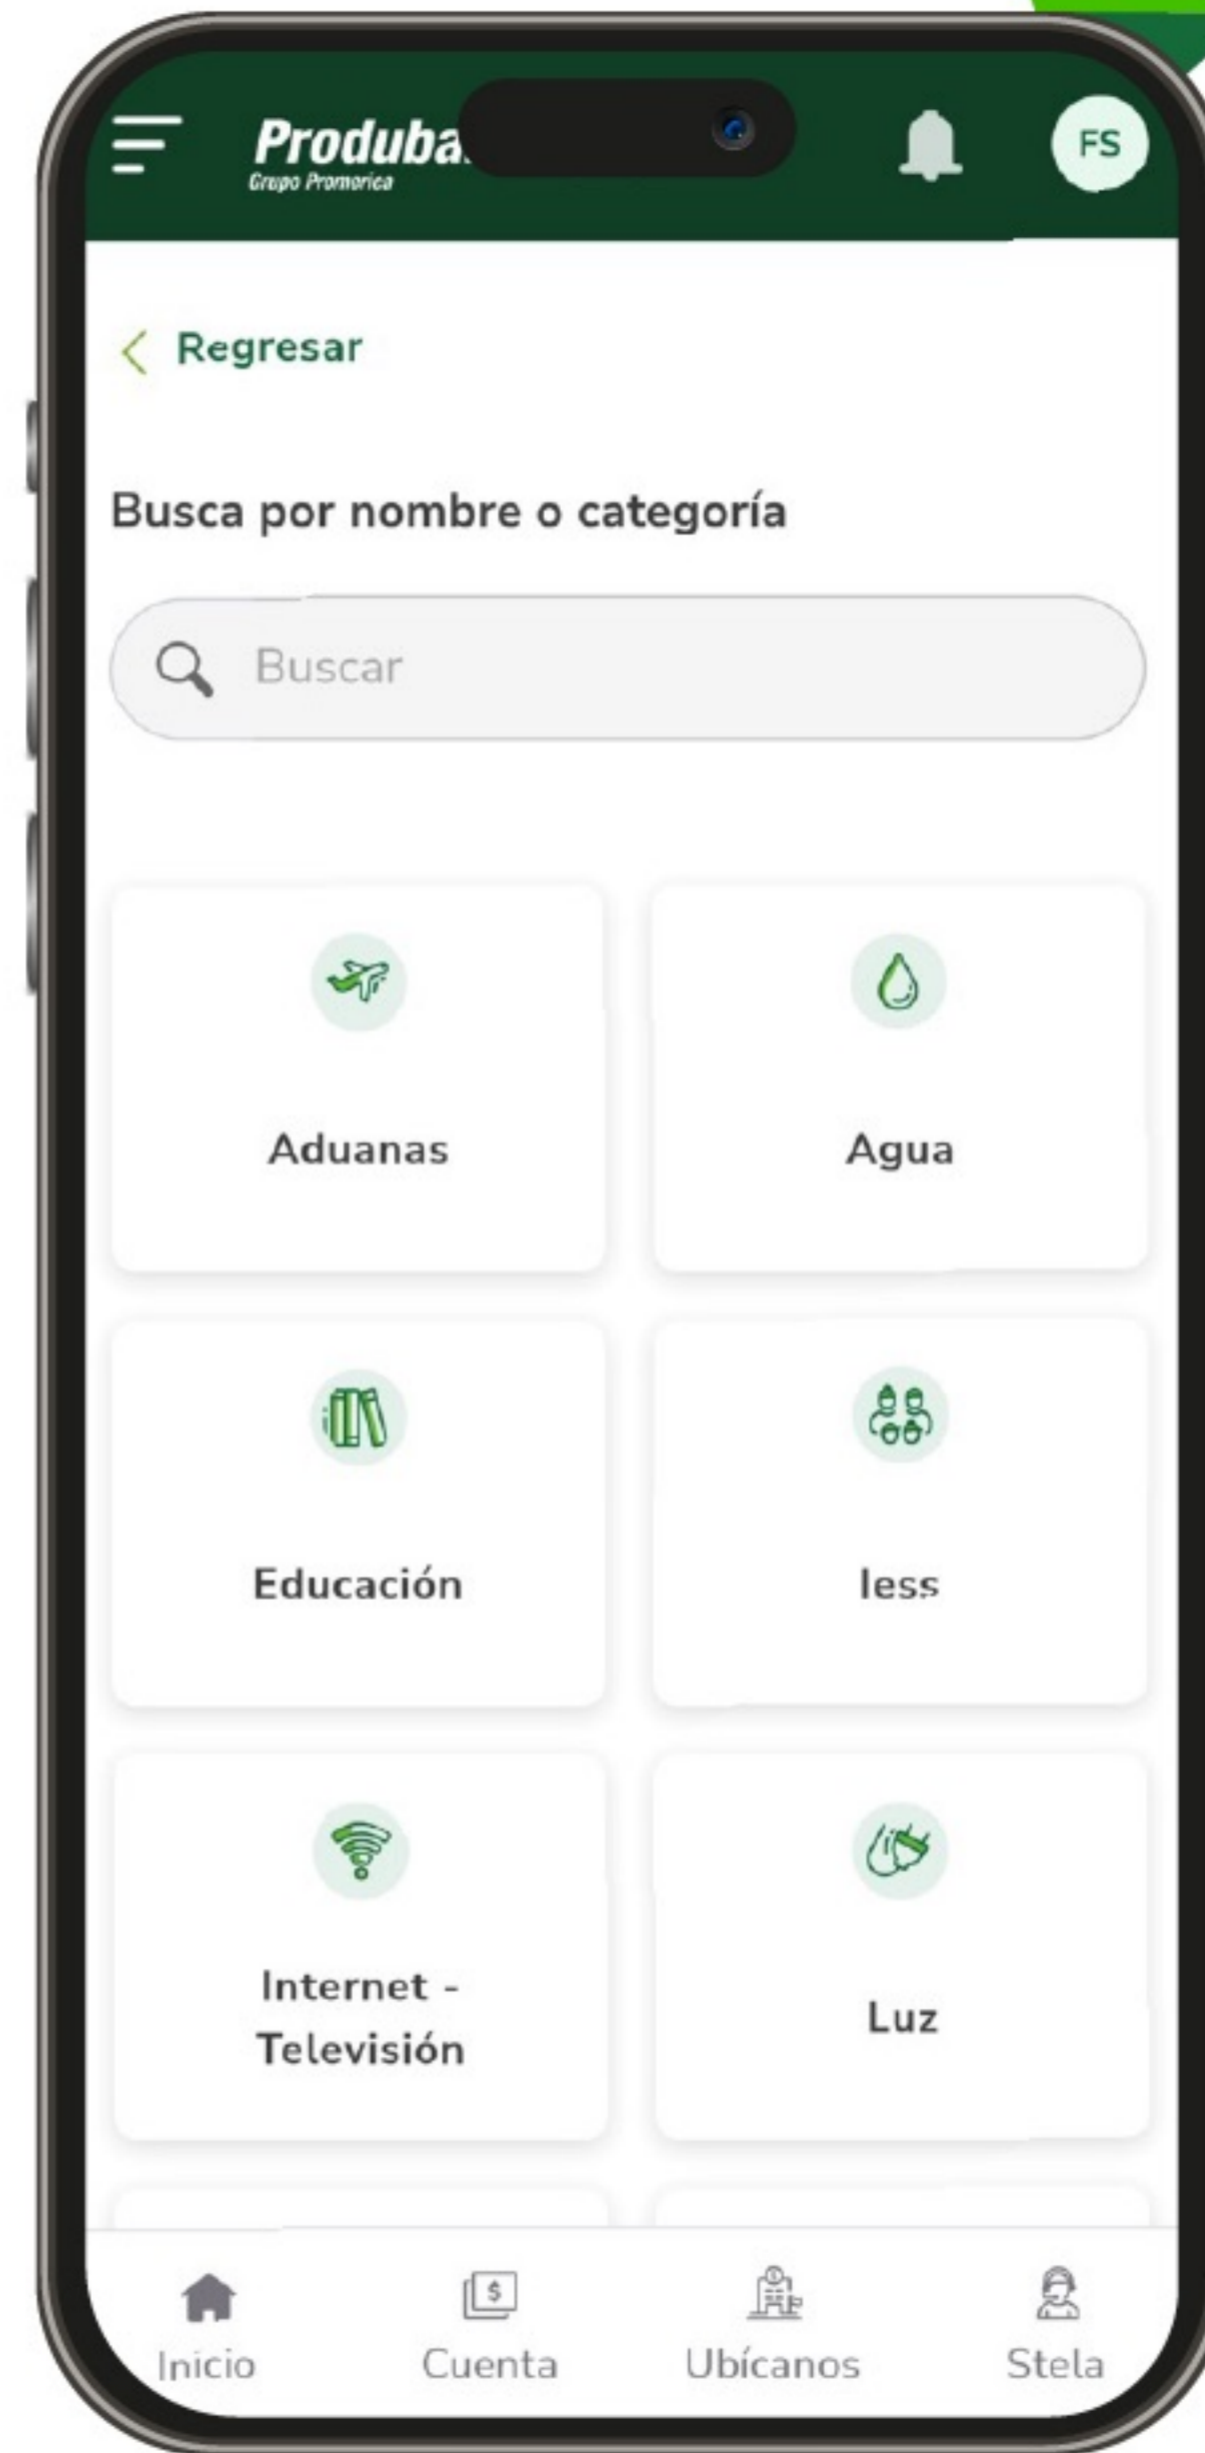 Produba
Grupo Promerica
FS
Regresar
Busca por nombre o categoría
Buscar
Aduanas
Agua
Educación
Iess
Internet -
Televisión
Luz
Inicio
Cuenta
Ubícanos
Stela